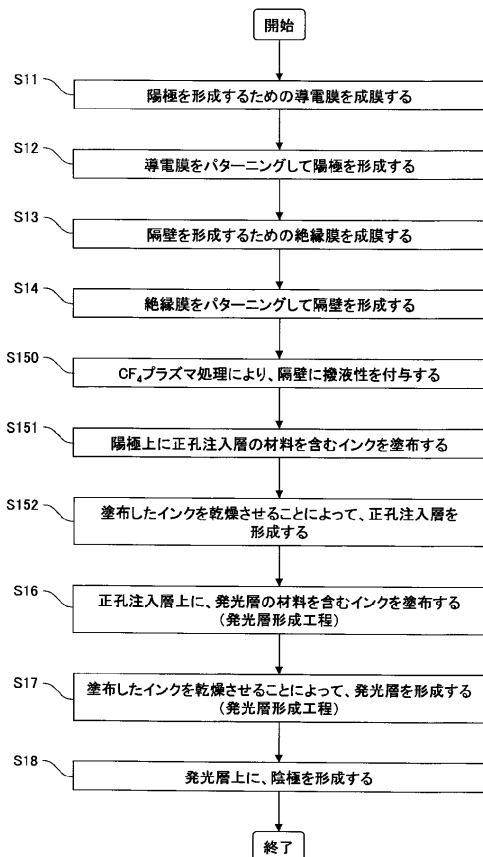 開始
S11
陽極を形成するための導電膜を成膜する
S12
導電膜をパターニングして陽極を形成する
S13
隔壁を形成するための絶縁膜を成膜する
S14
絶縁膜をパターニングして隔壁を形成する
S150
CF₄プラズマ処理により、隔壁に撥液性を付与する
S151
陽極上に正孔注入層の材料を含むインクを塗布する
S152
塗布したインクを乾燥させることによって、正孔注入層を
形成する
S16
正孔注入層上に、発光層の材料を含むインクを塗布する
(発光層形成工程)
S17
塗布したインクを乾燥させることによって、発光層を形成する
(発光層形成工程)
S18
発光層上に、陰極を形成する
終了